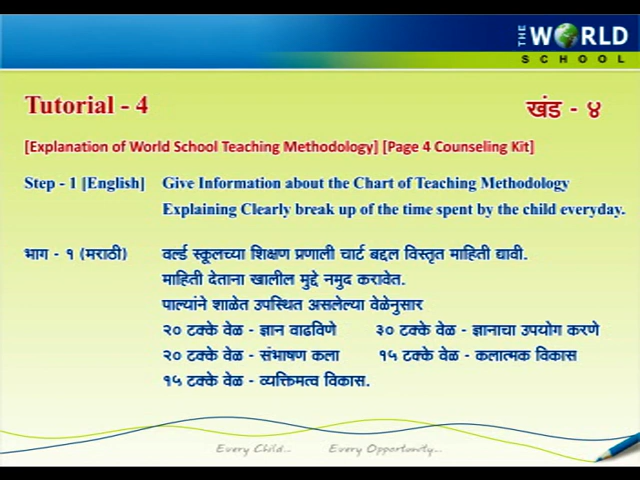 THE WORLD
SCHOOL
Tutorial - 4
खंड - ४
[Explanation of World School Teaching Methodology] [Page 4 Counseling Kit]
Step - 1 [English] Give Information about the Chart of Teaching Methodology
Explaining Clearly break up of the time spent by the child everyday.
भाग - १ (मराठी) वर्ल्ड स्कूलच्या शिक्षण प्रणाली चार्ट बद्दल विस्तृत माहिती द्यावी.
माहिती देताना खालील मुद्दे नमुद करावेत.
पाल्यांने शाळेत उपस्थित असलेल्या वेळेनुसार
२० टक्के वेळ - ज्ञान वाढविणे ३० टक्के वेळ - ज्ञानाचा उपयोग करणे
२० टक्के वेळ - संभाषण कला १५ टक्के वेळ - कलात्मक विकास
१५ टक्के वेळ - व्यक्तिमत्व विकास.
Every Child... Every Opportunity...